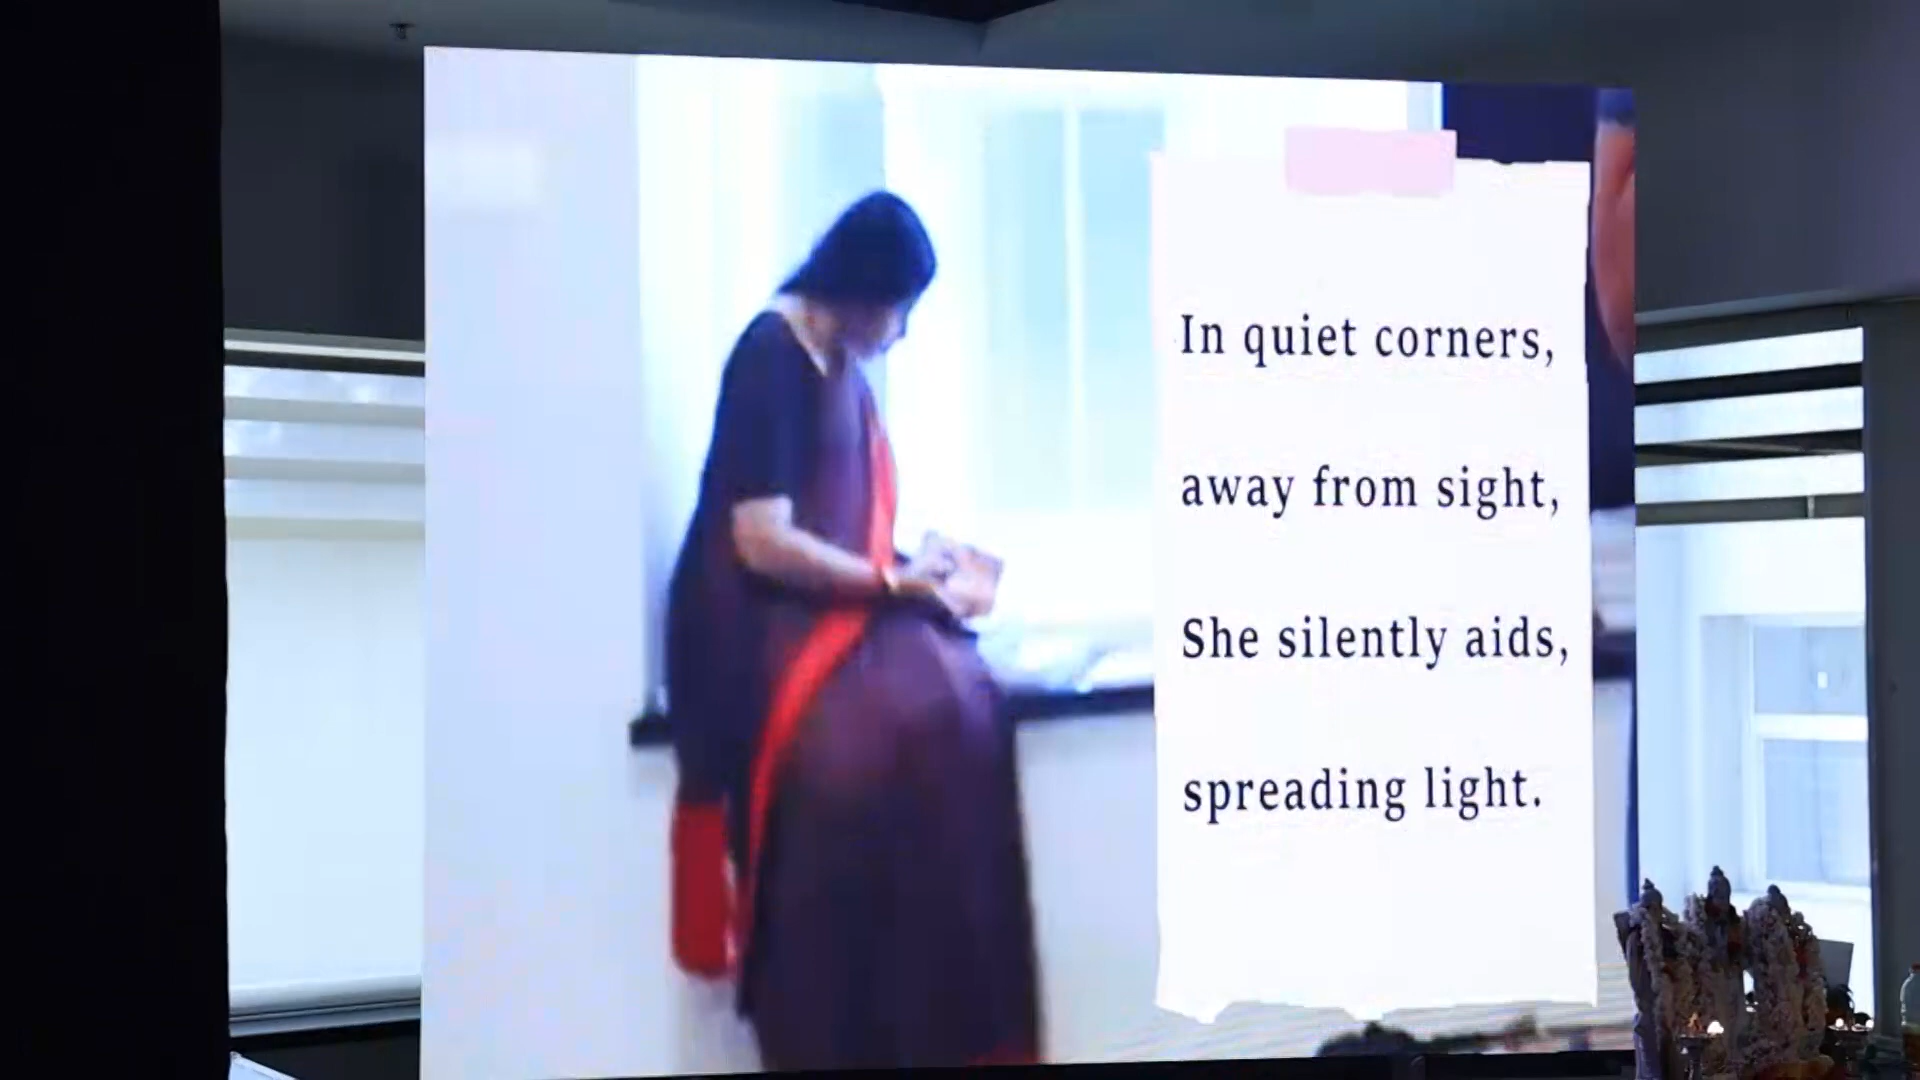 In quiet corners,
away from sight,
She silently aids,
spreading light.